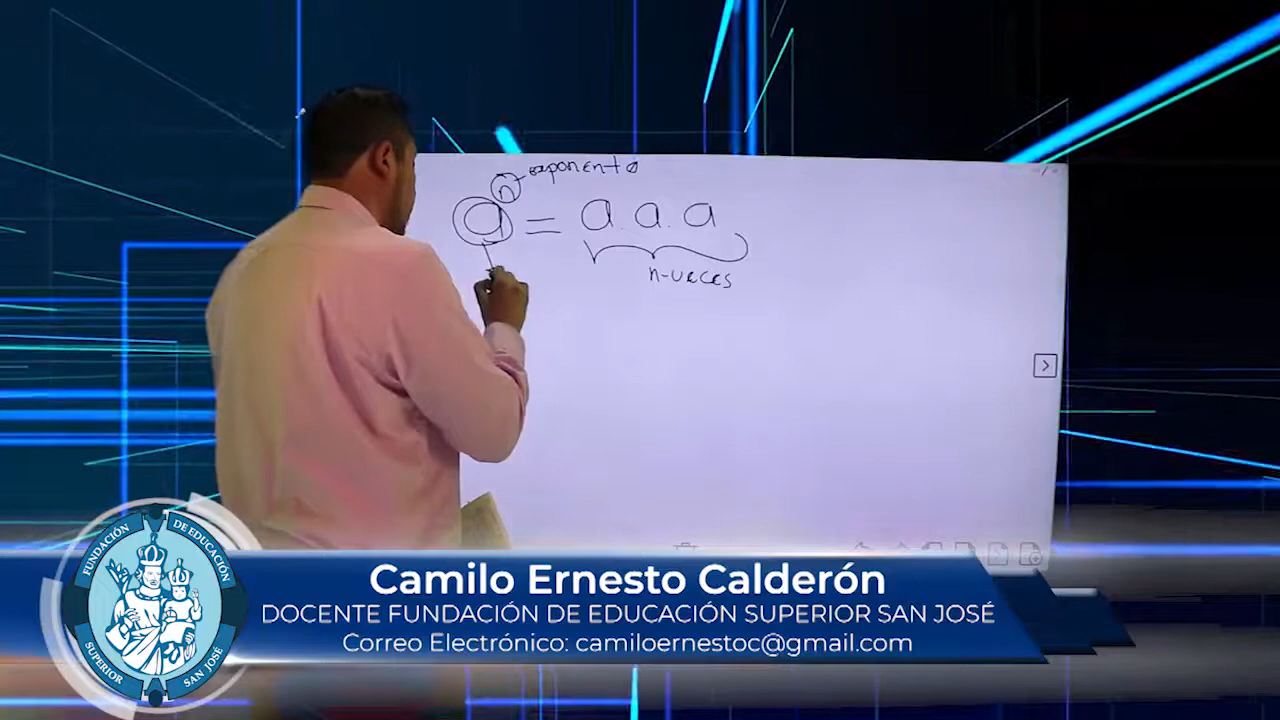 exponente
aⁿ = a . a . a
n-veces
Camilo Ernesto Calderón
DOCENTE FUNDACIÓN DE EDUCACIÓN SUPERIOR SAN JOSÉ
Correo Electrónico: camiloernestoc@gmail.com
FUNDACIÓN
DE EDUCACIÓN
SUPERIOR
SAN JOSÉ